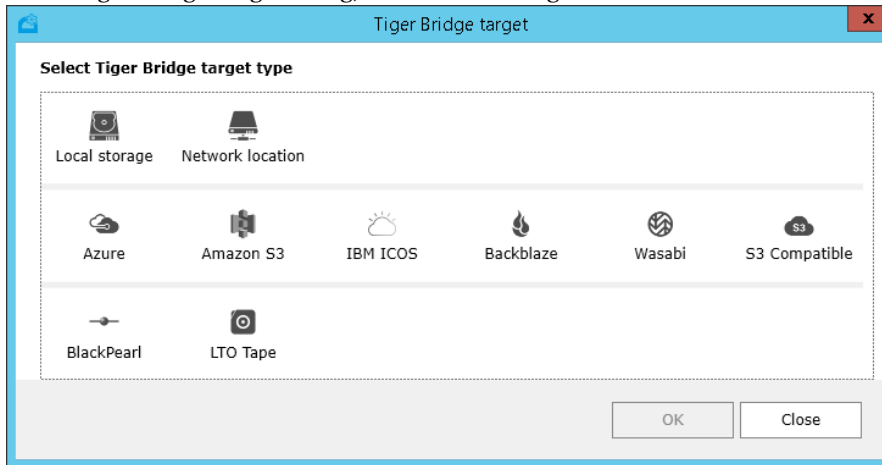 Tiger Bridge target
x
Select Tiger Bridge target type
Local storage Network location
Azure Amazon S3 IBM ICOS Backblaze Wasabi S3 S3 Compatible
BlackPearl LTO Tape
OK Close